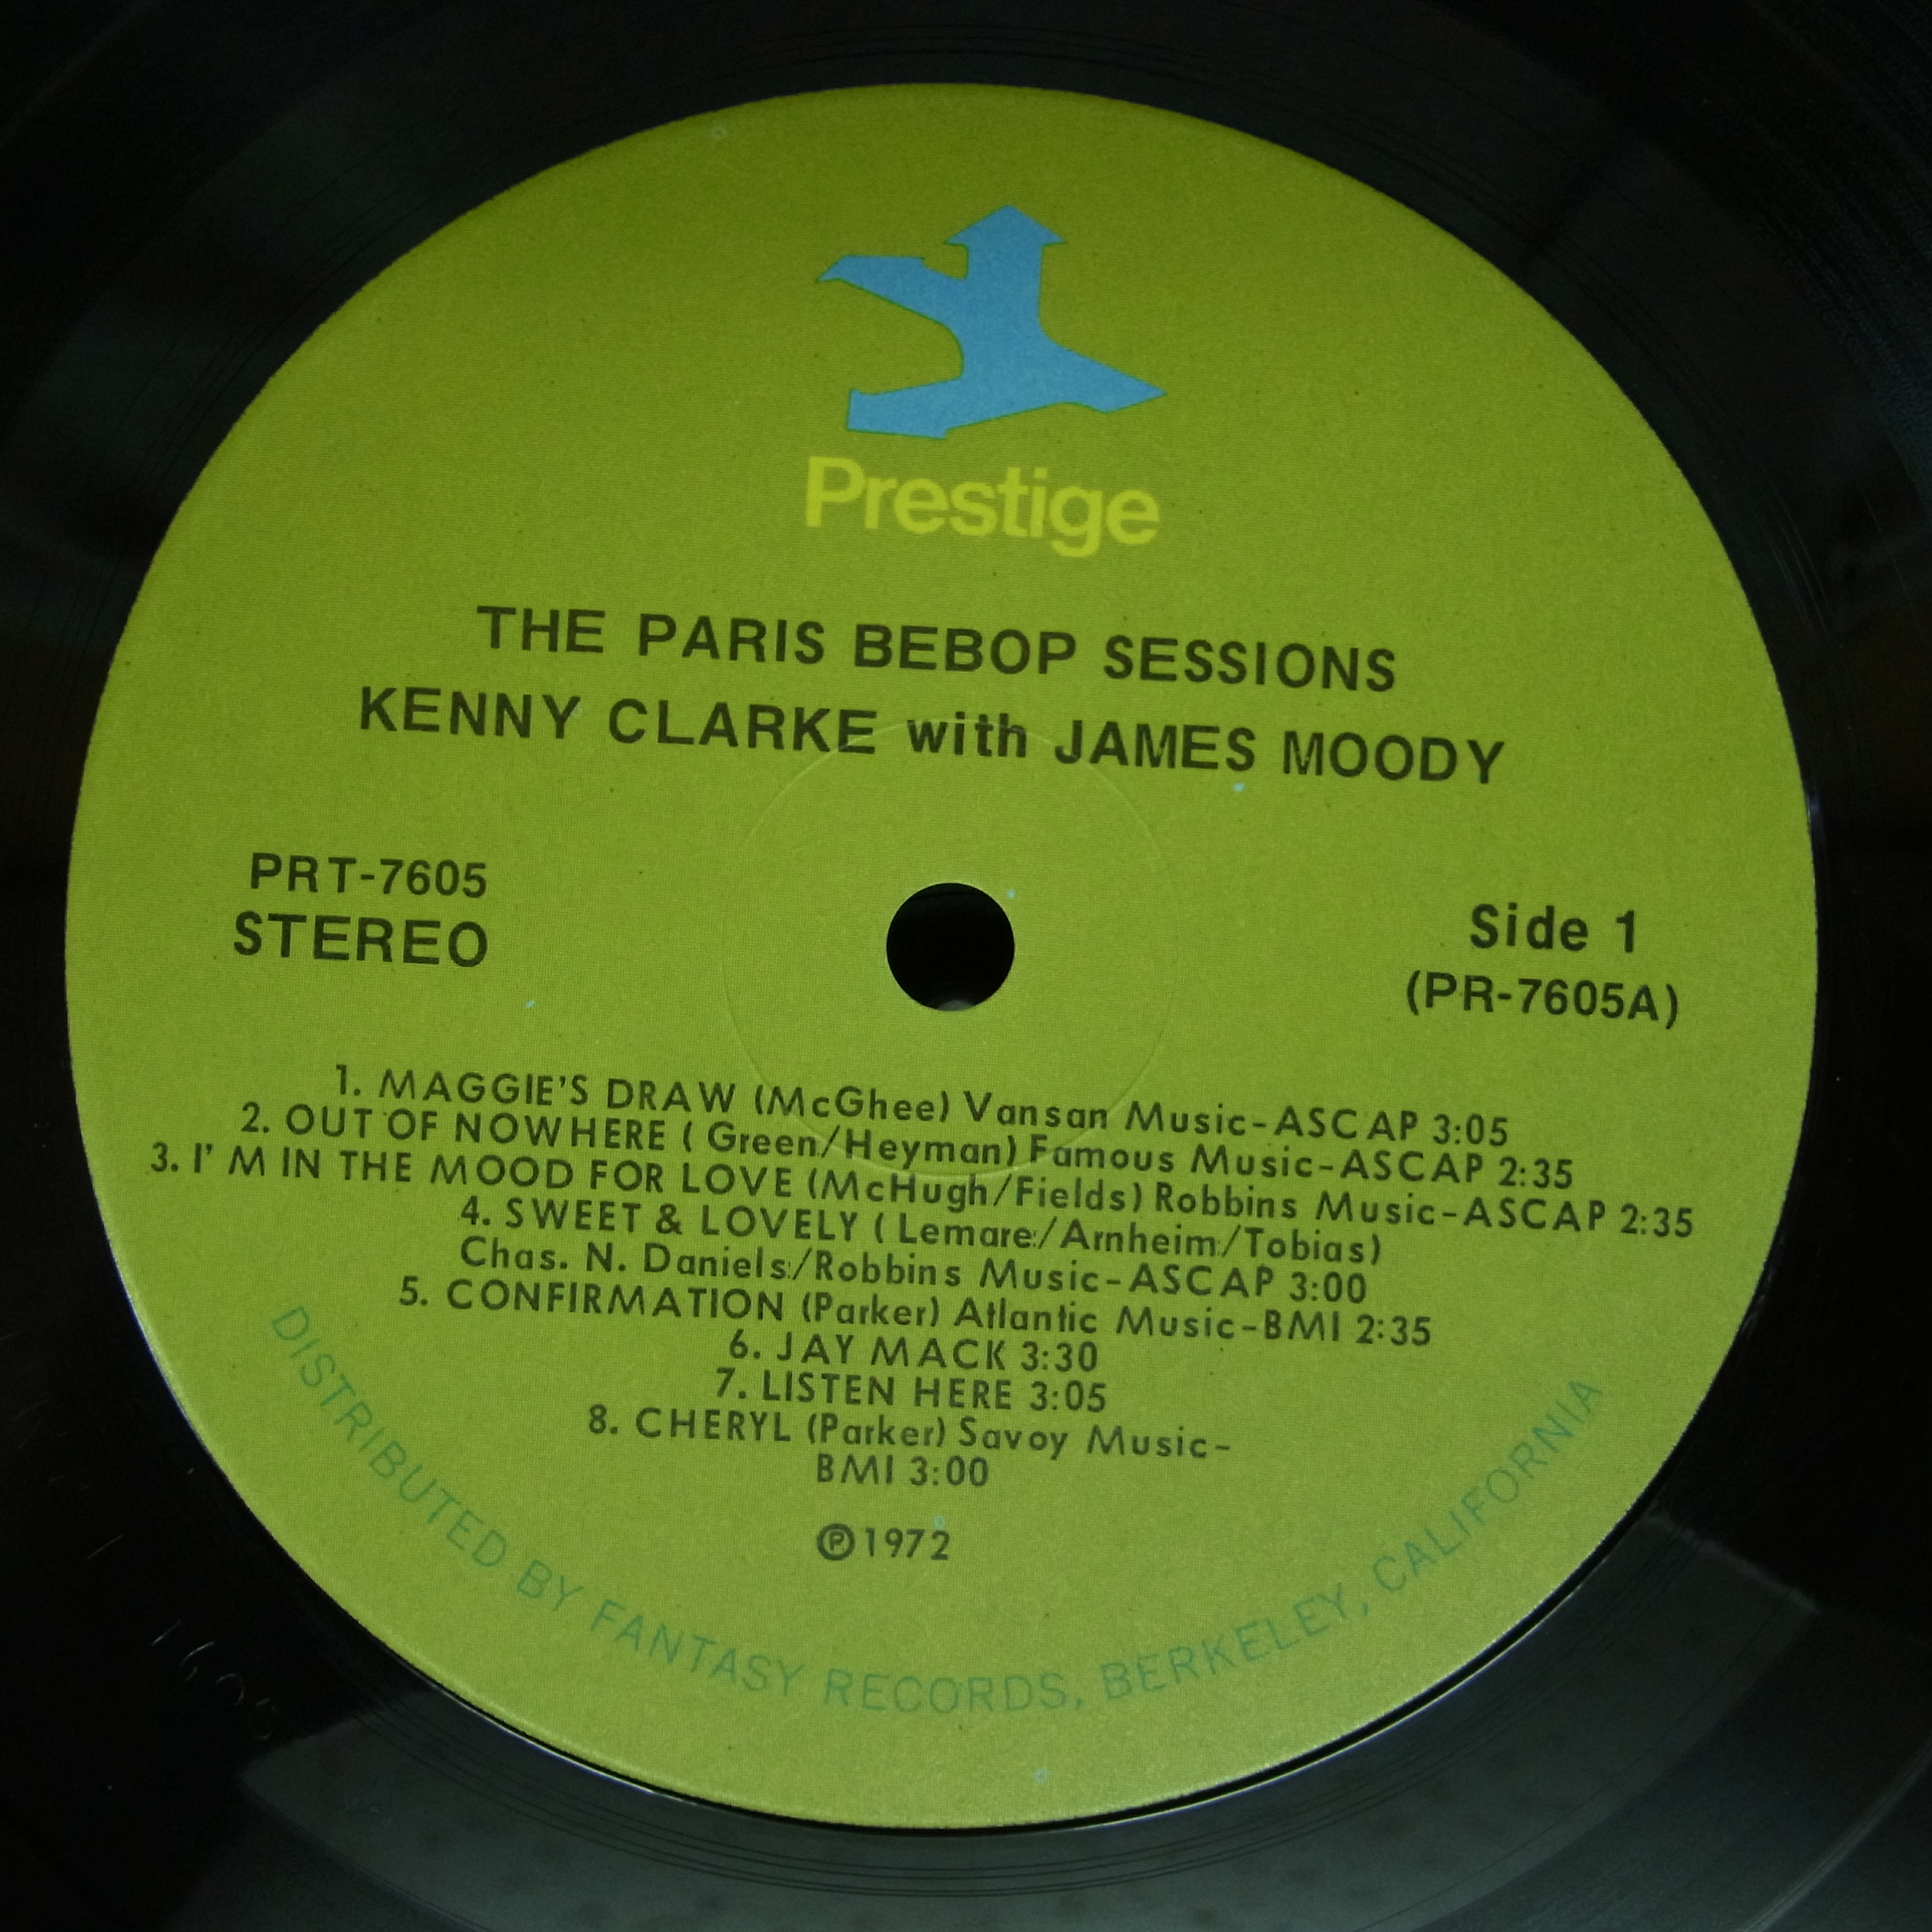 Prestige
THE PARIS BEBOP SESSIONS
KENNY CLARKE with JAMES MOODY
PRT-7605
STEREO
Side 1
(PR-7605A)
1. MAGGIE'S DRAW (McGhee) Vansan Music-ASCAP 3:05
2. OUT OF NOWHERE ( Green/Heyman) Famous Music-ASCAP 2:35
3. I' M IN THE MOOD FOR LOVE (McHugh/Fields) Robbins Music-ASCAP 2:35
4. SWEET & LOVELY ( Lemare/Arnheim/Tobias)
Chas. N. Daniels/Robbins Music-ASCAP 3:00
5. CONFIRMATION (Parker) Atlantic Music-BMI 2:35
6. JAY MACK 3:30
7. LISTEN HERE 3:05
8. CHERYL (Parker) Savoy Music-
BMI 3:00
℗1972
DISTRIBUTED BY FANTASY RECORDS, BERKELEY, CALIFORNIA